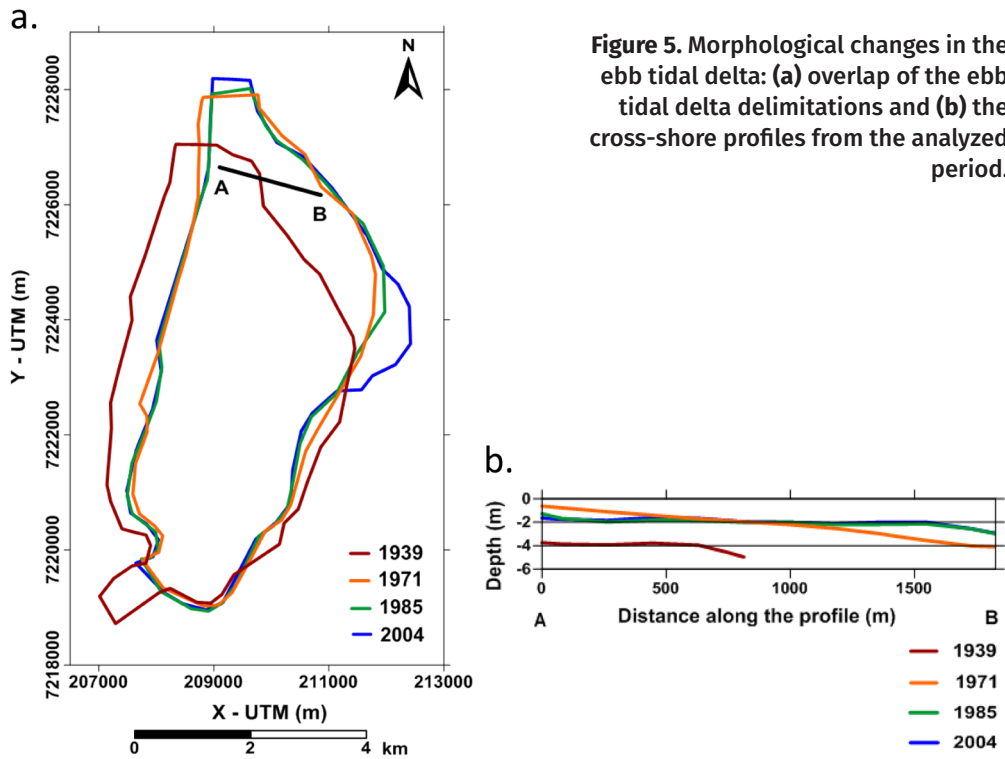 a.
Figure 5. Morphological changes in the
ebb tidal delta: (a) overlap of the ebb
tidal delta delimitations and (b) the
cross-shore profiles from the analyzed
period.
N
7228000
7226000
7224000
7222000
7220000
7218000
Y - UTM (m)
A
B
1939
1971
1985
2004
207000 209000 211000 213000
X - UTM (m)
0 2 4 km
b.
Depth (m)
0
-2
-4
-6
0 500 1000 1500
A Distance along the profile (m) B
1939
1971
1985
2004